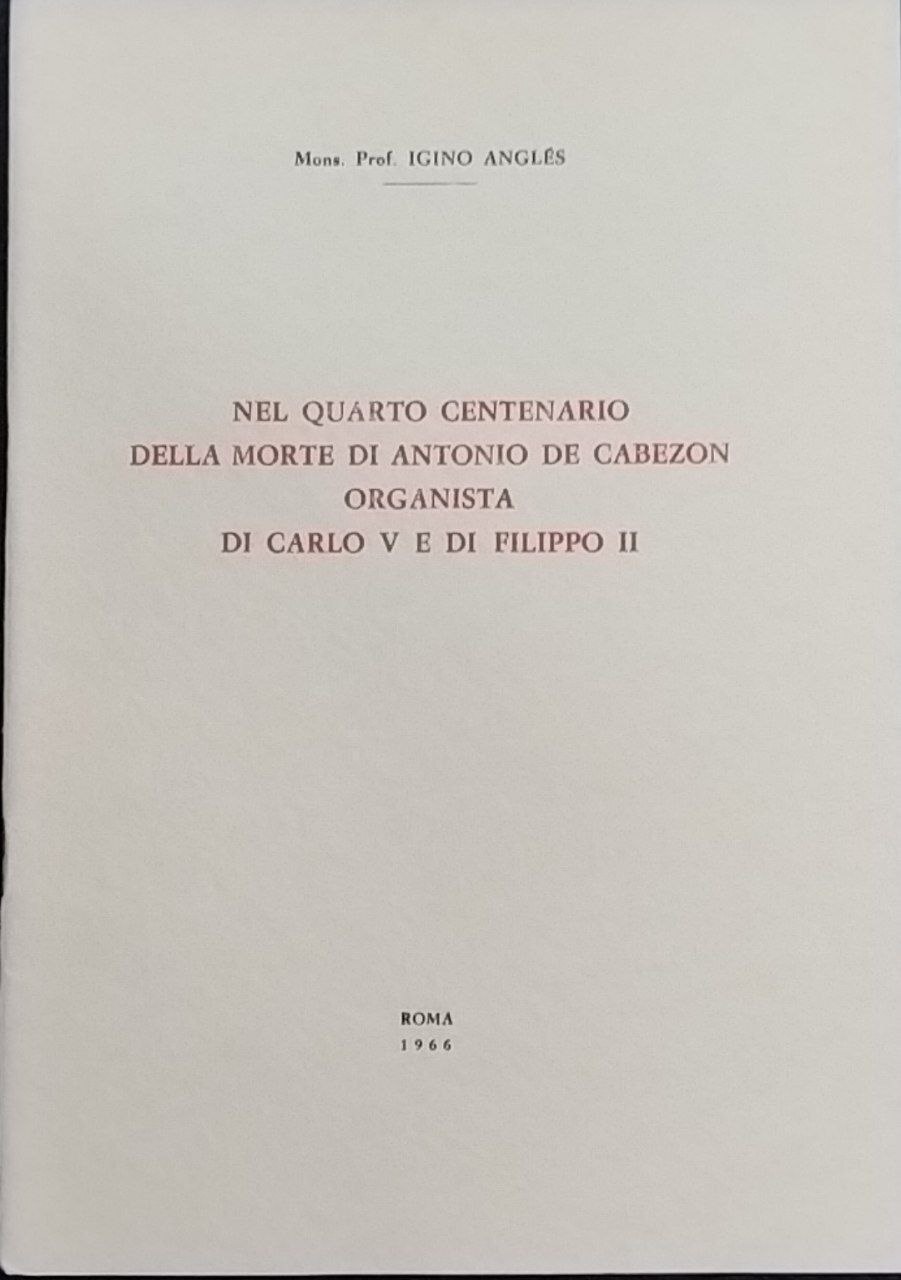 Mons. Prof. IGINO ANGLÉS
NEL QUARTO CENTENARIO
DELLA MORTE DI ANTONIO DE CABEZON
ORGANISTA
DI CARLO V E DI FILIPPO II
ROMA
1966